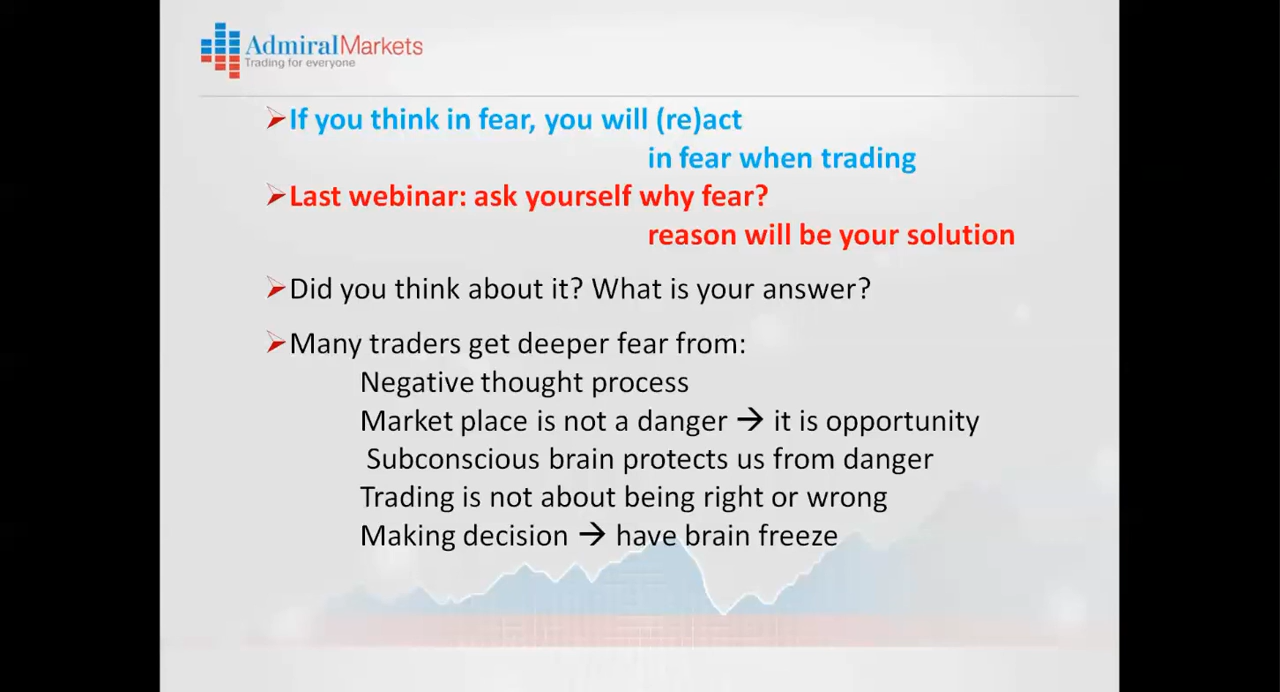 AdmiralMarkets
Trading for everyone
If you think in fear, you will (re)act
in fear when trading
Last webinar: ask yourself why fear?
reason will be your solution
Did you think about it? What is your answer?
Many traders get deeper fear from:
Negative thought process
Market place is not a danger → it is opportunity
Subconscious brain protects us from danger
Trading is not about being right or wrong
Making decision → have brain freeze